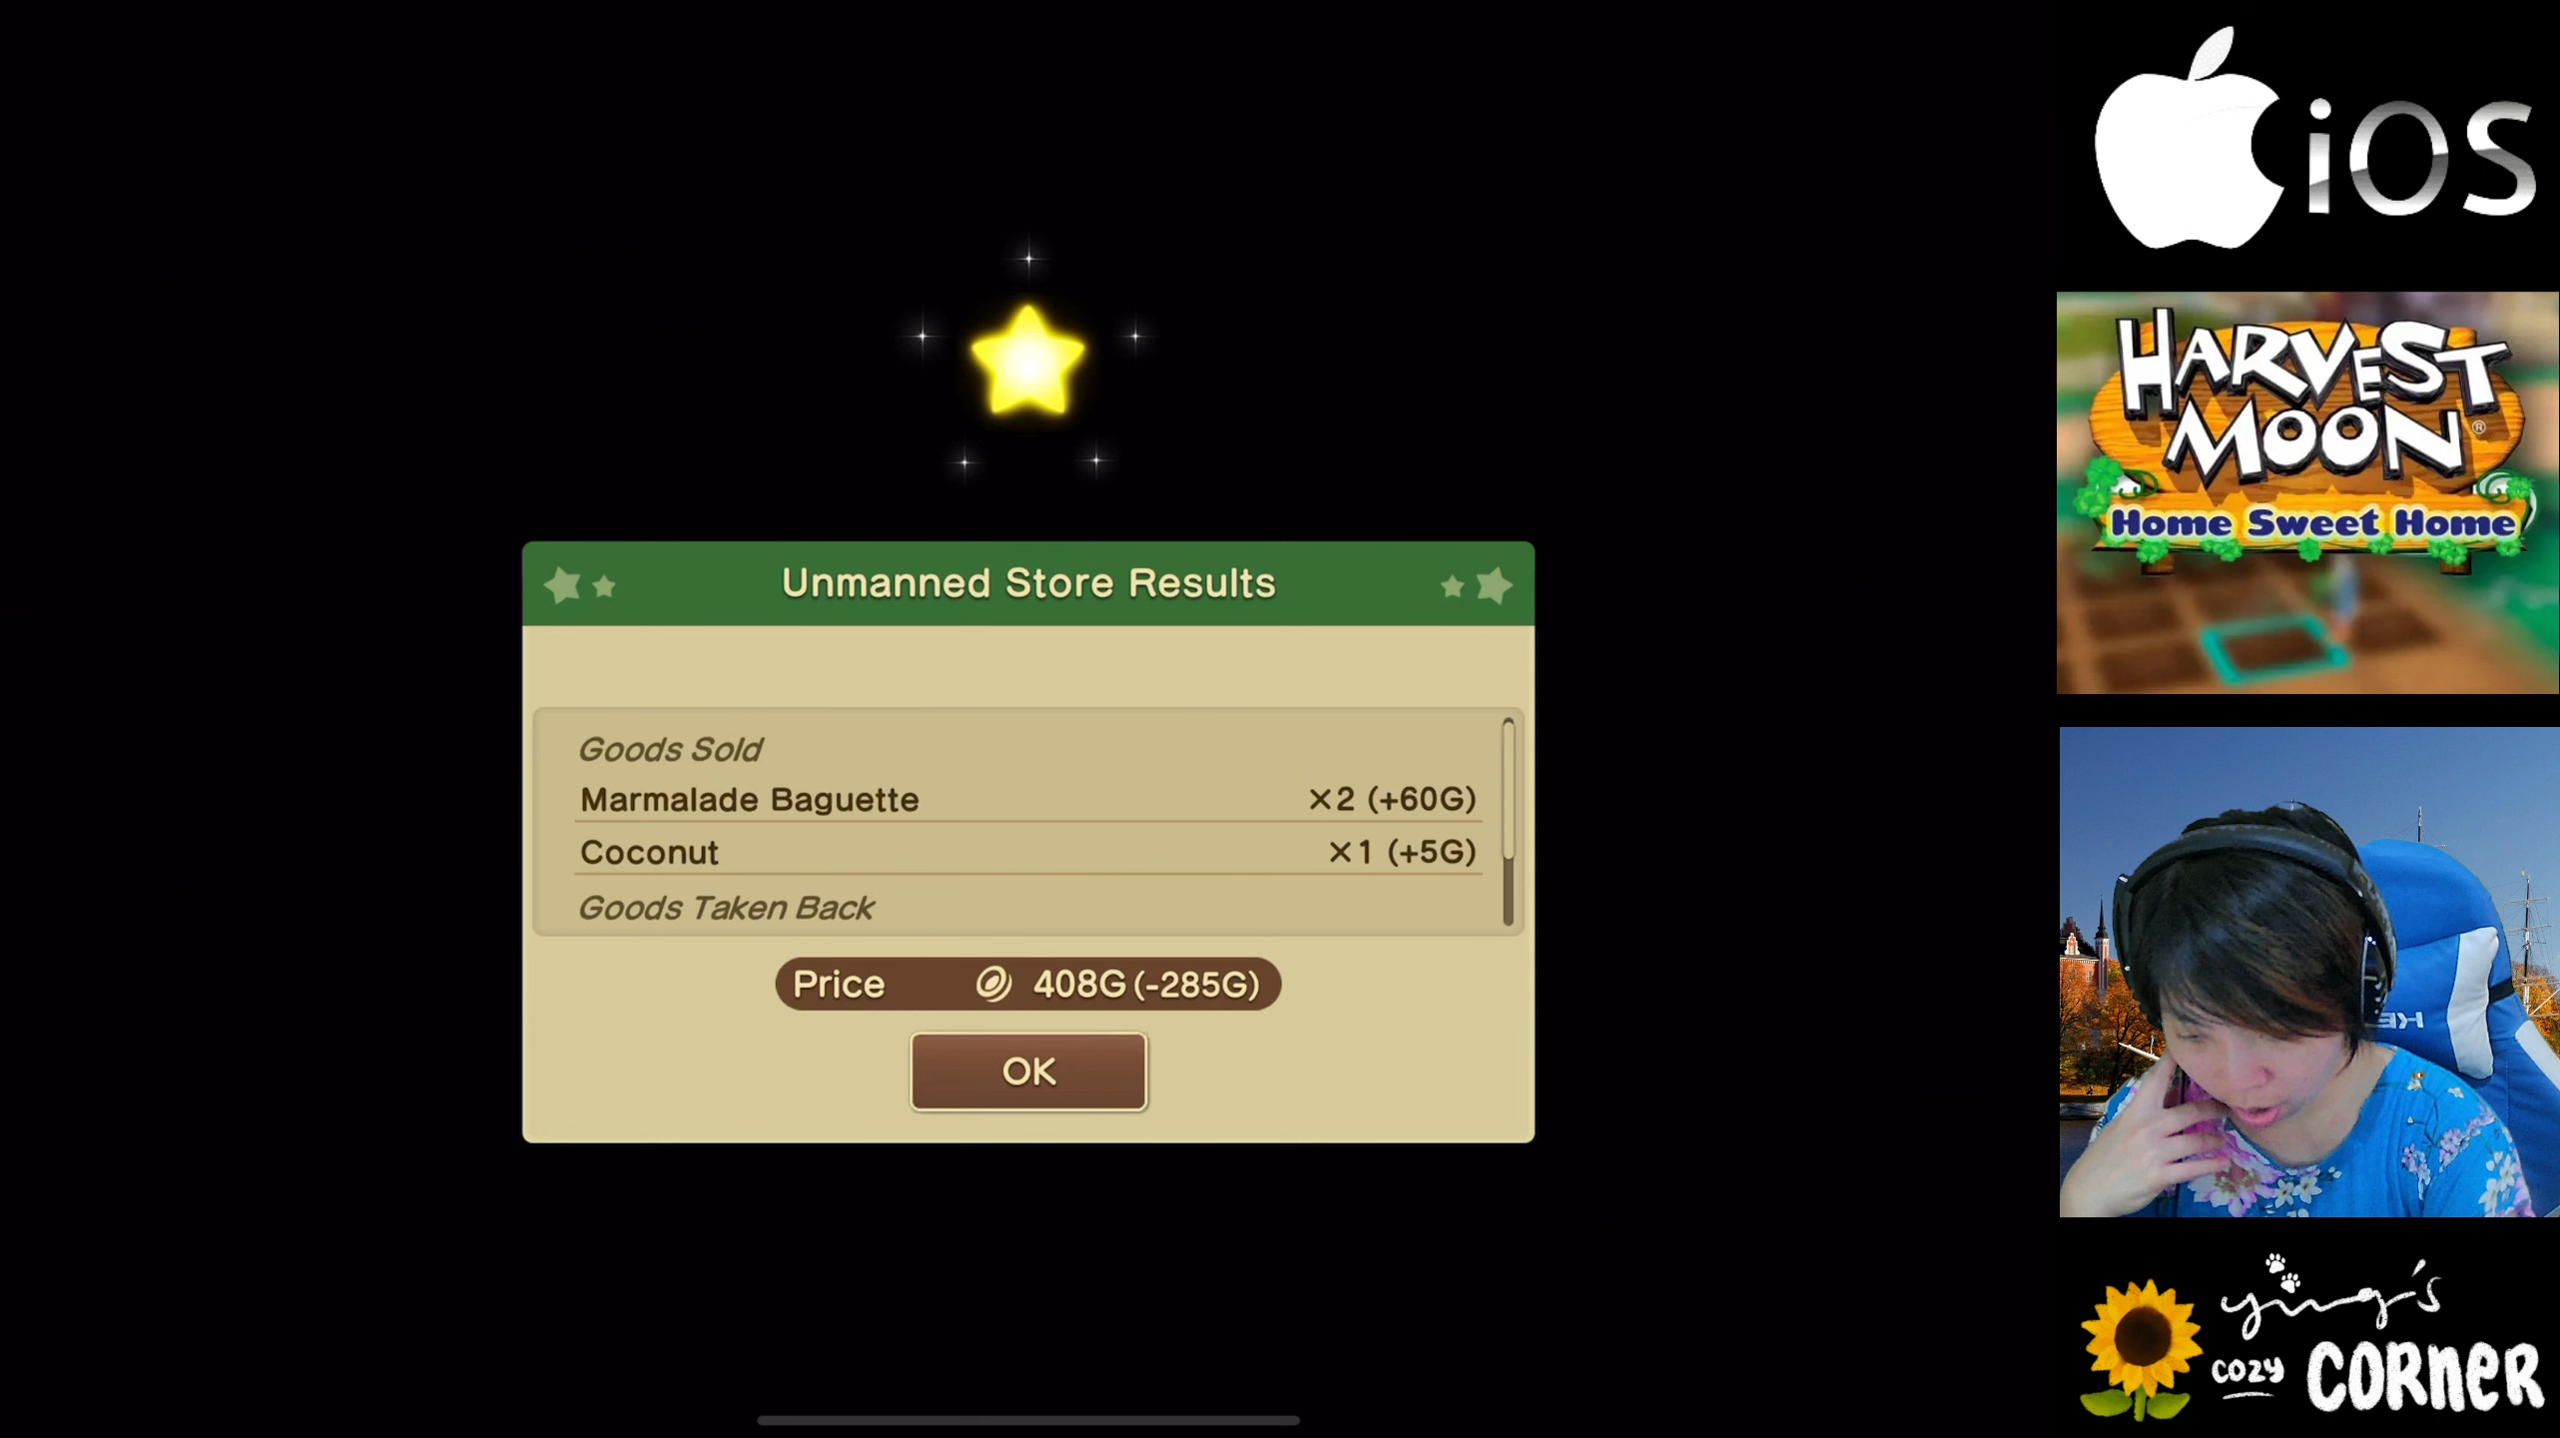 iOS
HARVEST
MOON®
Home Sweet Home
Unmanned Store Results
Goods Sold
Marmalade Baguette ×2 (+60G)
Coconut ×1 (+5G)
Goods Taken Back
Price 408G (-285G)
OK
ying's
cozy CORNER